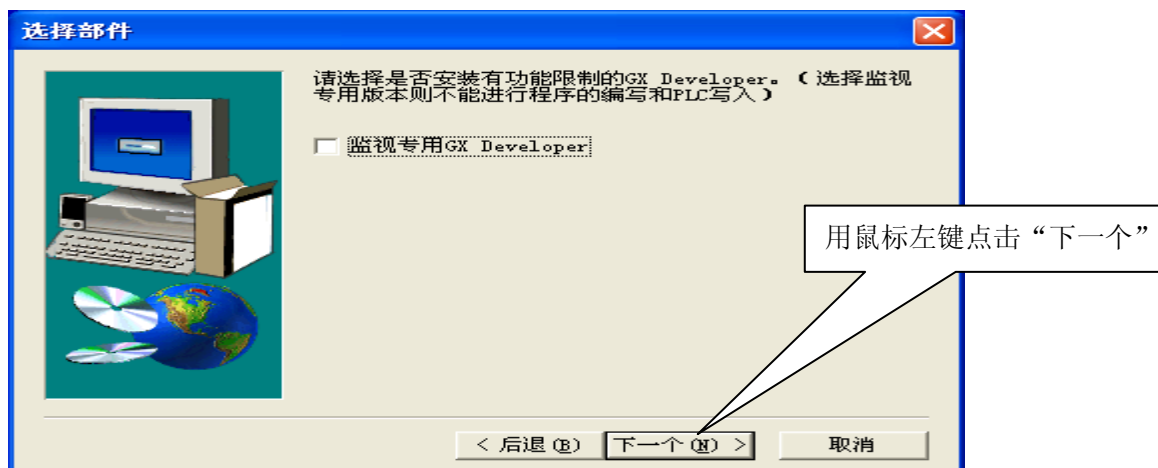 选择部件
请选择是否安装有功能限制的GX Developer。(选择监视
专用版本则不能进行程序的编写和PLC写入)
监视专用GX Developer
用鼠标左键点击“下一个”
< 后退(B) 下一个(N) > 取消